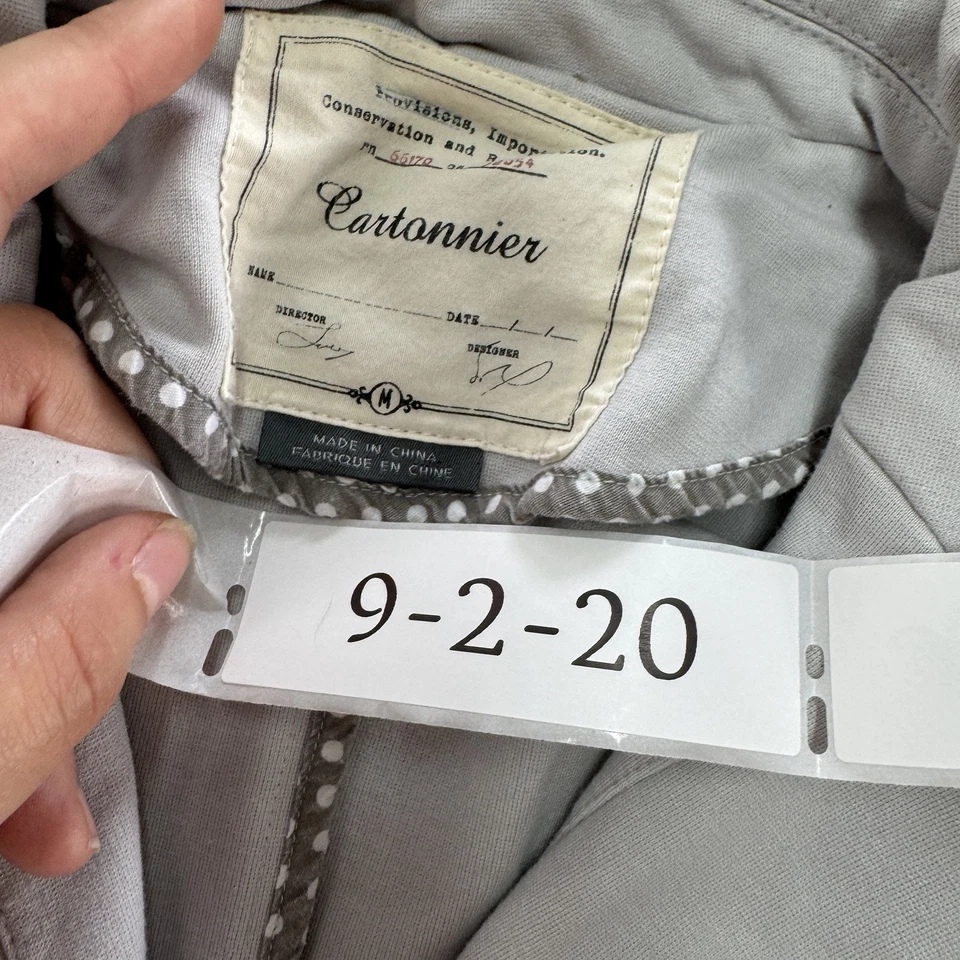 Provisions, Importation.
Conservation and
66170
Cartonnier
NAME
DIRECTOR
DATE
DESIGNER
M
MADE IN CHINA
FABRIQUE EN CHINE
9-2-20